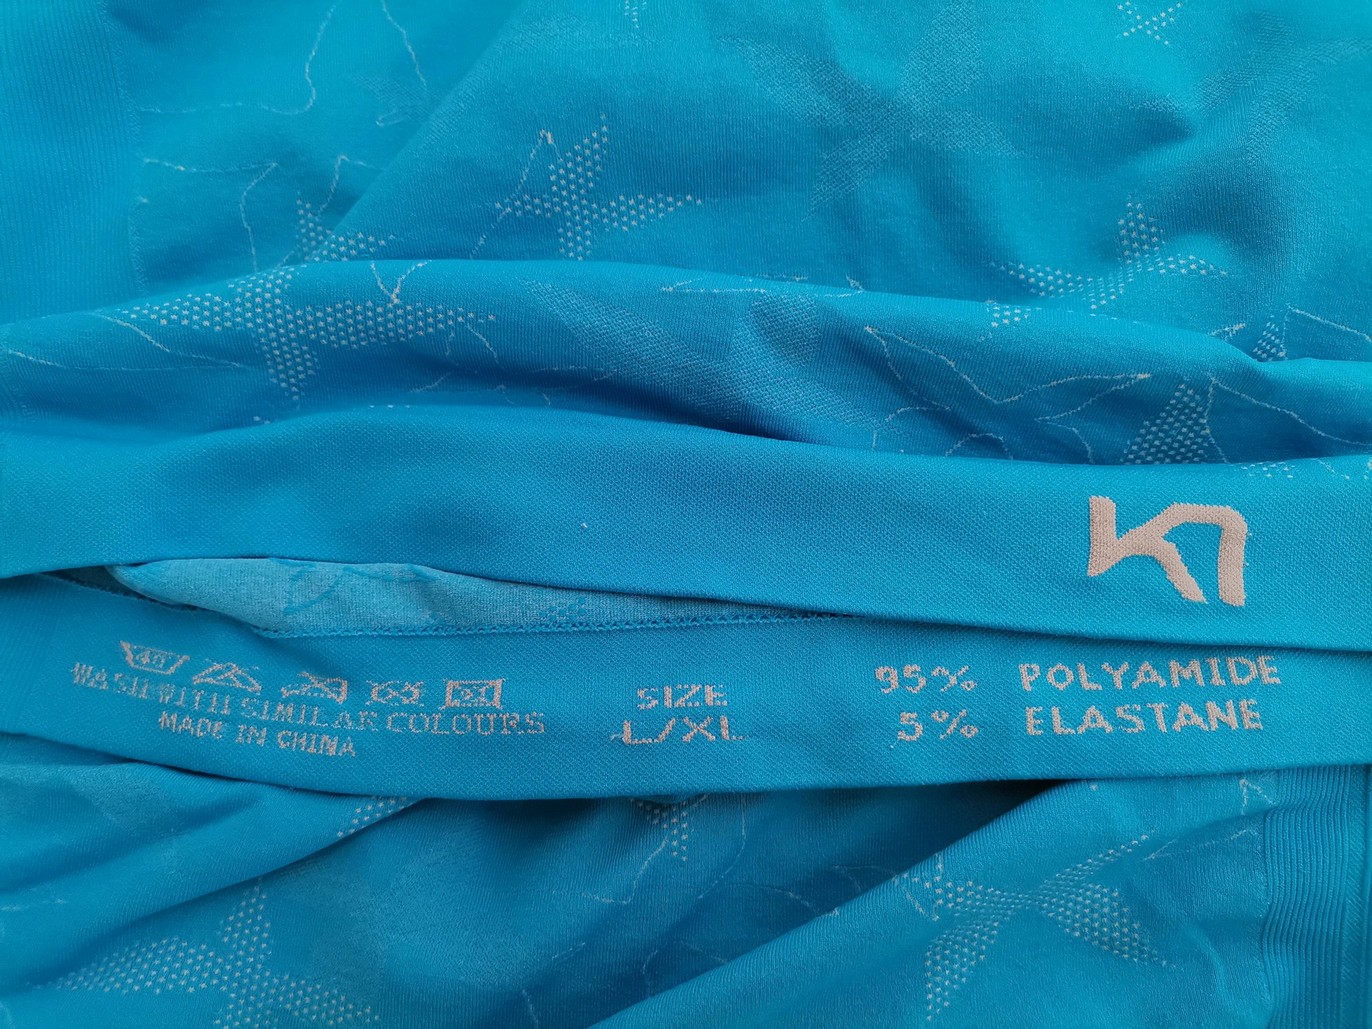 K7
40
WASH WITH SIMILAR COLOURS
MADE IN CHINA
SIZE
L/XL
95% POLYAMIDE
5% ELASTANE